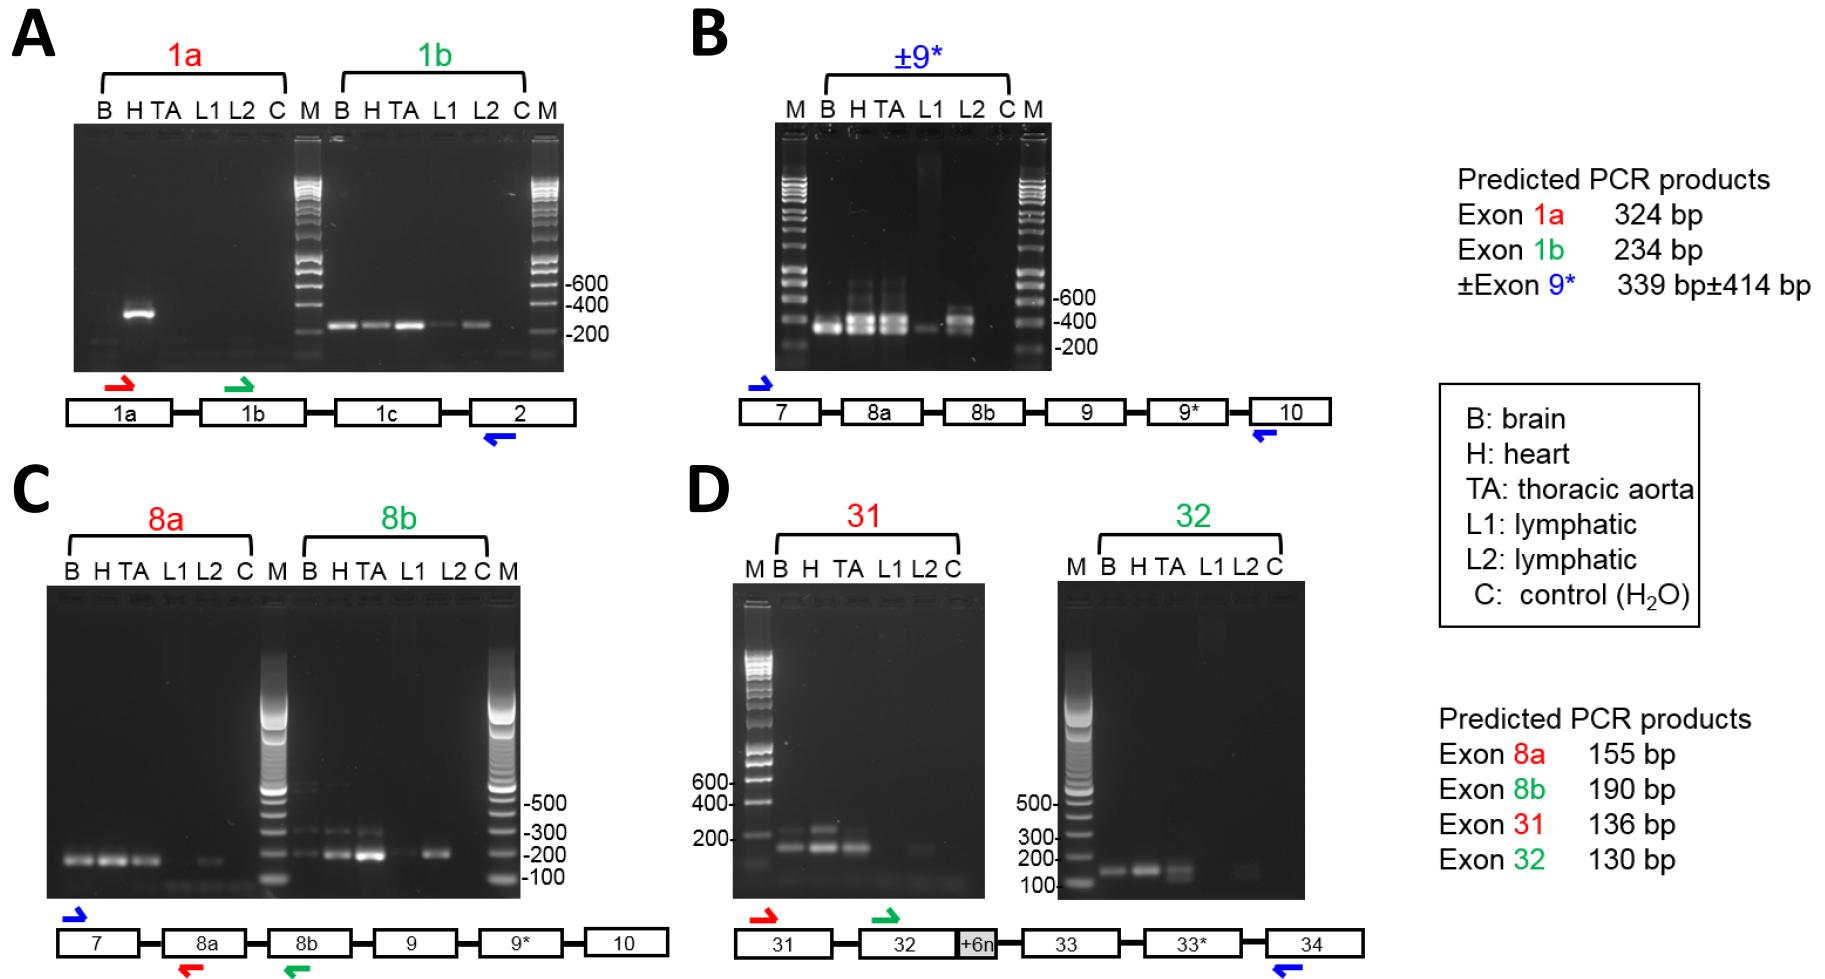 A
1a
1b
B H TA L1 L2 C M B H TA L1 L2 C M
-600
-400
-200
1a 1b 1c 2
B
±9*
M B H TA L1 L2 C M
-600
-400
-200
7 8a 8b 9 9* 10
Predicted PCR products
Exon 1a 324 bp
Exon 1b 234 bp
±Exon 9* 339 bp±414 bp
B: brain
H: heart
TA: thoracic aorta
L1: lymphatic
L2: lymphatic
C: control (H₂O)
C
8a
8b
B H TA L1 L2 C M B H TA L1 L2 C M
-500
-300
-200
-100
7 8a 8b 9 9* 10
D
31
32
M B H TA L1 L2 C
M B H TA L1 L2 C
600-
400-
200-
500-
300-
200-
100-
31 32 +6n 33 33* 34
Predicted PCR products
Exon 8a 155 bp
Exon 8b 190 bp
Exon 31 136 bp
Exon 32 130 bp